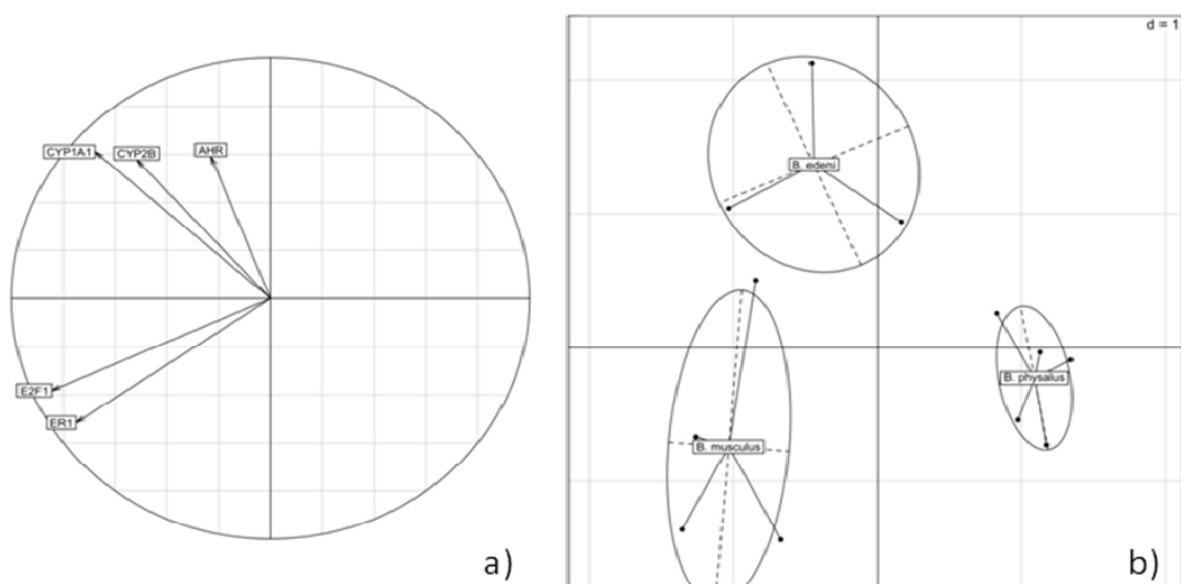 CYP1A1
CYP2B
AHR
E2F1
ER1
a)
d = 1
B. edeni
B. physalus
B. musculus
b)